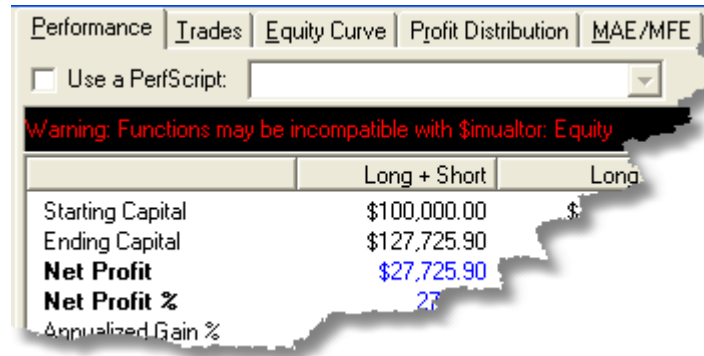 Performance Trades Equity Curve Profit Distribution MAE/MFE
Use a PerfScript:
Warning: Functions may be incompatible with $imualtor: Equity
Long + Short Long
Starting Capital $100,000.00 $
Ending Capital $127,725.90
Net Profit $27,725.90
Net Profit % 27
Annualized Gain %